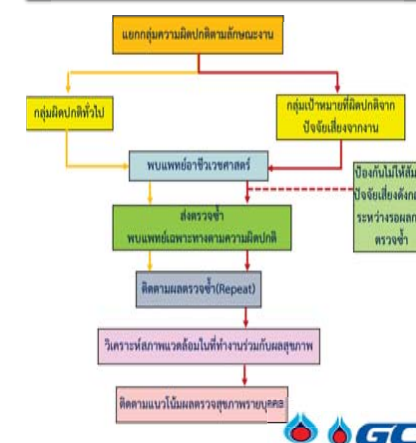 แยกกลุ่มความผิดปกติตามลักษณะงาน
กลุ่มผิดปกติทั่วไป
กลุ่มเป้าหมายที่ผิดปกติจาก
ปัจจัยเสี่ยงจากงาน
พบแพทย์อาชีวเวชศาสตร์
ป้องกันไม่ให้สัม
ปัจจัยเสี่ยงดังกล
ระหว่างรอผลกา
ตรวจซ้ำ
ส่งตรวจซ้ำ
พบแพทย์เฉพาะทางตามความผิดปกติ
ติดตามผลตรวจซ้ำ(Repeat)
วิเคราะห์สภาพแวดล้อมในที่ทำงานร่วมกับผลสุขภาพ
ติดตามแนวโน้มผลตรวจสุขภาพรายบุคคล
GC